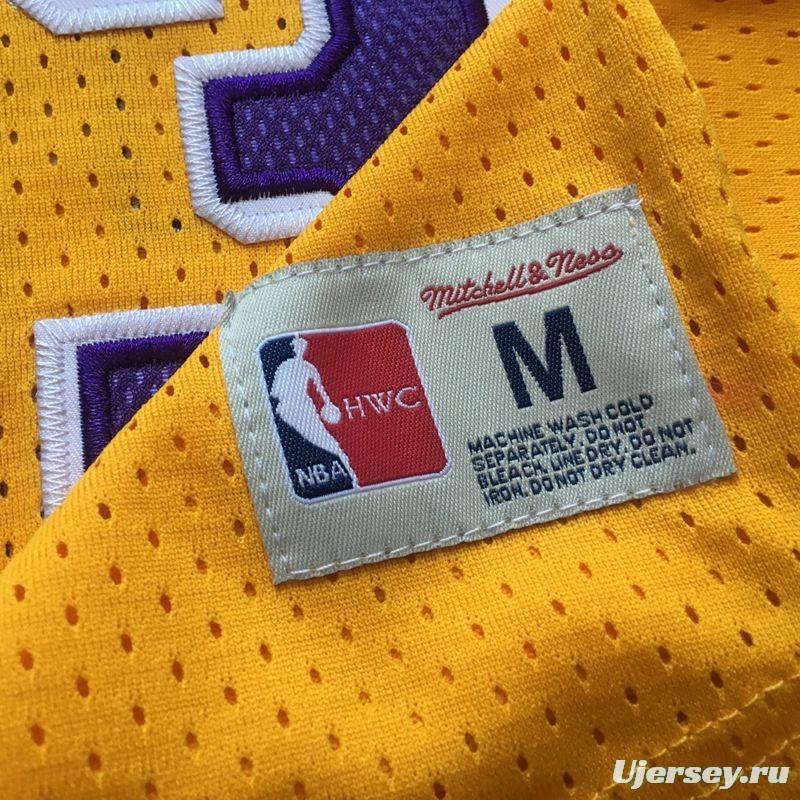 Mitchell & Ness
M
HWC
NBA
MACHINE WASH COLD
SEPARATELY. DO NOT
BLEACH. LINE DRY. DO NOT
IRON. DO NOT DRY CLEAN.
Ujersey.ru